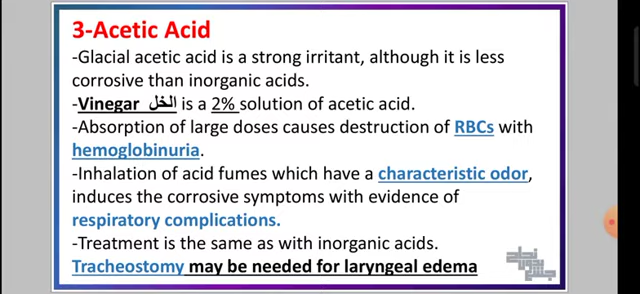 3-Acetic Acid
-Glacial acetic acid is a strong irritant, although it is less
corrosive than inorganic acids.
-Vinegar الخل is a 2% solution of acetic acid.
-Absorption of large doses causes destruction of RBCs with
hemoglobinuria.
-Inhalation of acid fumes which have a characteristic odor,
induces the corrosive symptoms with evidence of
respiratory complications.
-Treatment is the same as with inorganic acids.
Tracheostomy may be needed for laryngeal edema